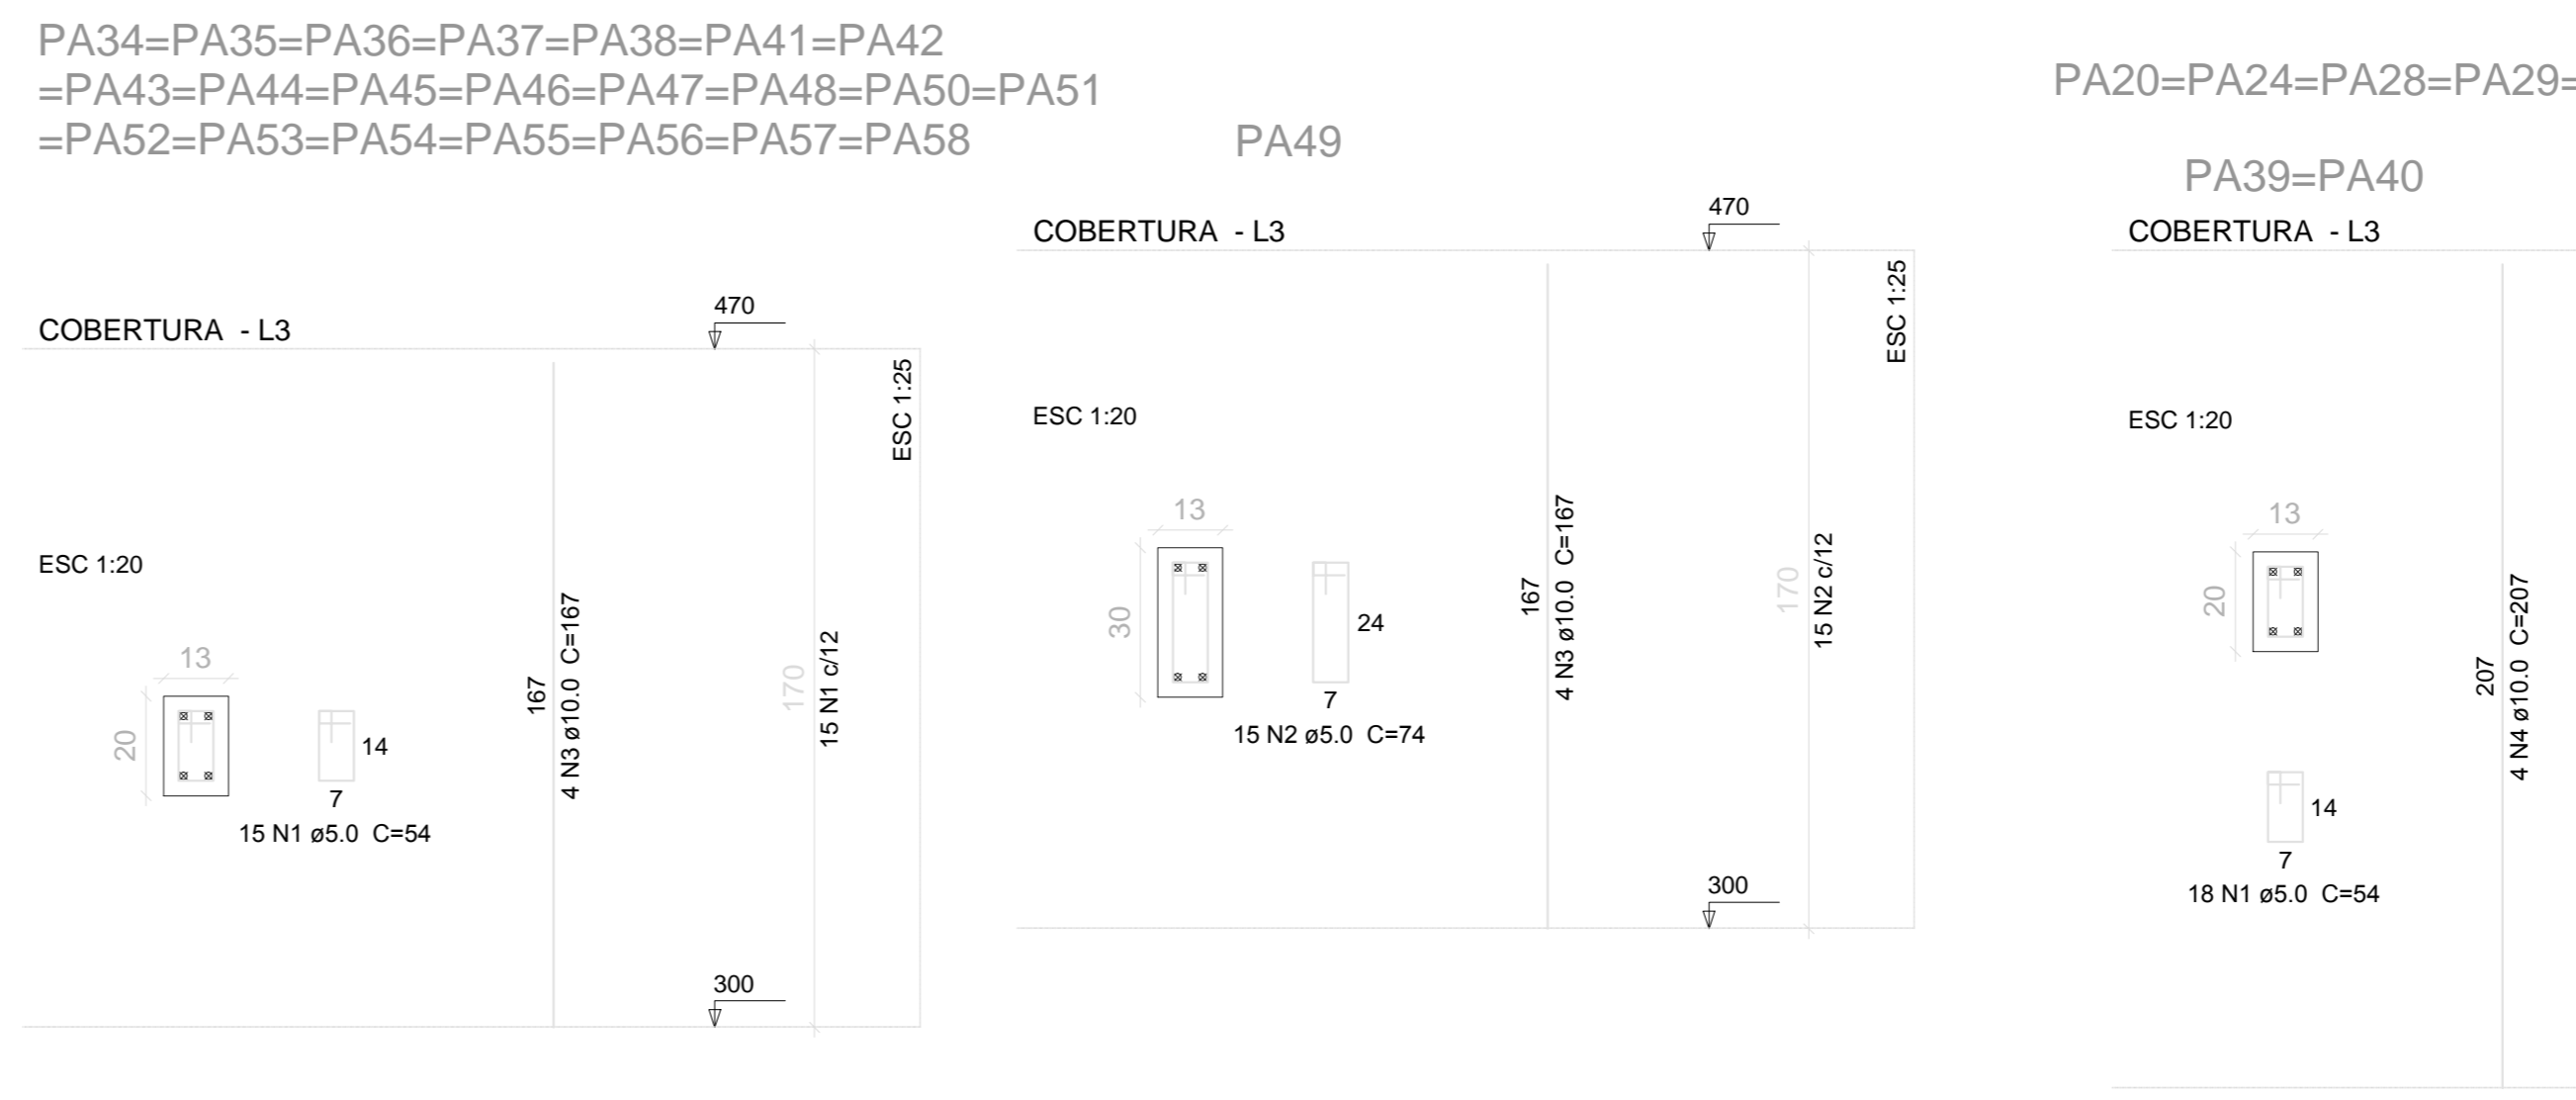 PA34=PA35=PA36=PA37=PA38=PA41=PA42
=PA43=PA44=PA45=PA46=PA47=PA48=PA50=PA51
=PA52=PA53=PA54=PA55=PA56=PA57=PA58
COBERTURA - L3
470
ESC 1:25
ESC 1:20
13
20
14
7
15 N1 ø5.0 C=54
167
4 N3 ø10.0 C=167
170
15 N1 c/12
300
PA49
COBERTURA - L3
470
ESC 1:25
ESC 1:20
13
30
24
7
15 N2 ø5.0 C=74
167
4 N3 ø10.0 C=167
170
15 N2 c/12
300
PA20=PA24=PA28=PA29=
PA39=PA40
COBERTURA - L3
ESC 1:20
13
20
14
7
18 N1 ø5.0 C=54
207
4 N4 ø10.0 C=207